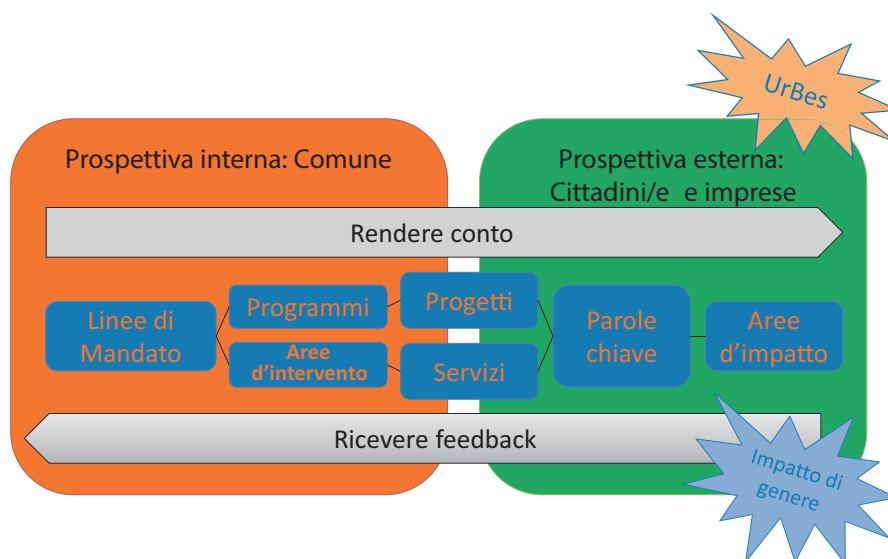 UrBes
Prospettiva interna: Comune
Prospettiva esterna:
Cittadini/e e imprese
Rendere conto
Linee di
Mandato
Programmi
Aree
d'intervento
Progetti
Servizi
Parole
chiave
Aree
d'impatto
Ricevere feedback
Impatto di
genere